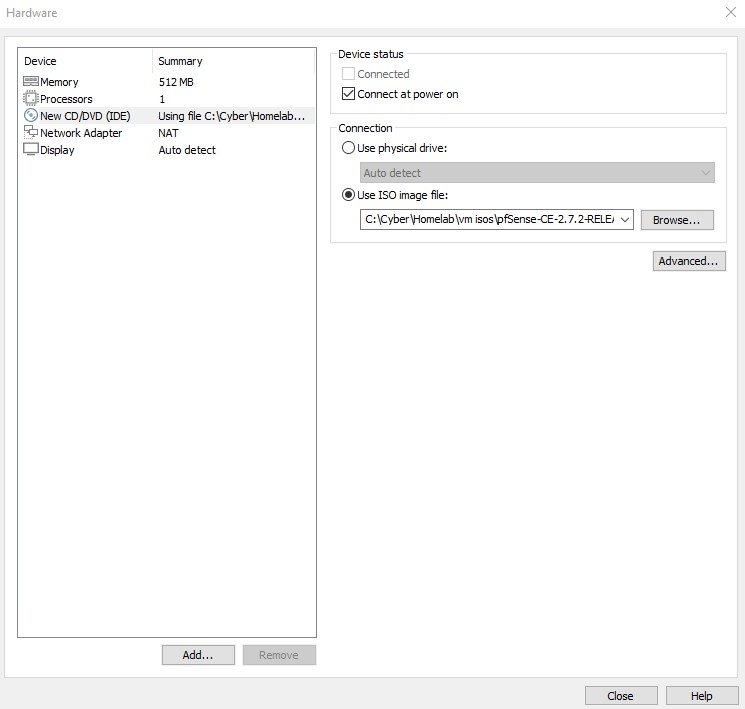 Hardware
Device Summary
Memory 512 MB
Processors 1
New CD/DVD (IDE) Using file C:\Cyber\Homelab...
Network Adapter NAT
Display Auto detect
Add...
Remove
Device status
Connected
Connect at power on
Connection
Use physical drive:
Auto detect
Use ISO image file:
C:\Cyber\Homelab\vm isos\pfSense-CE-2.7.2-RELEA
Browse...
Advanced...
Close
Help